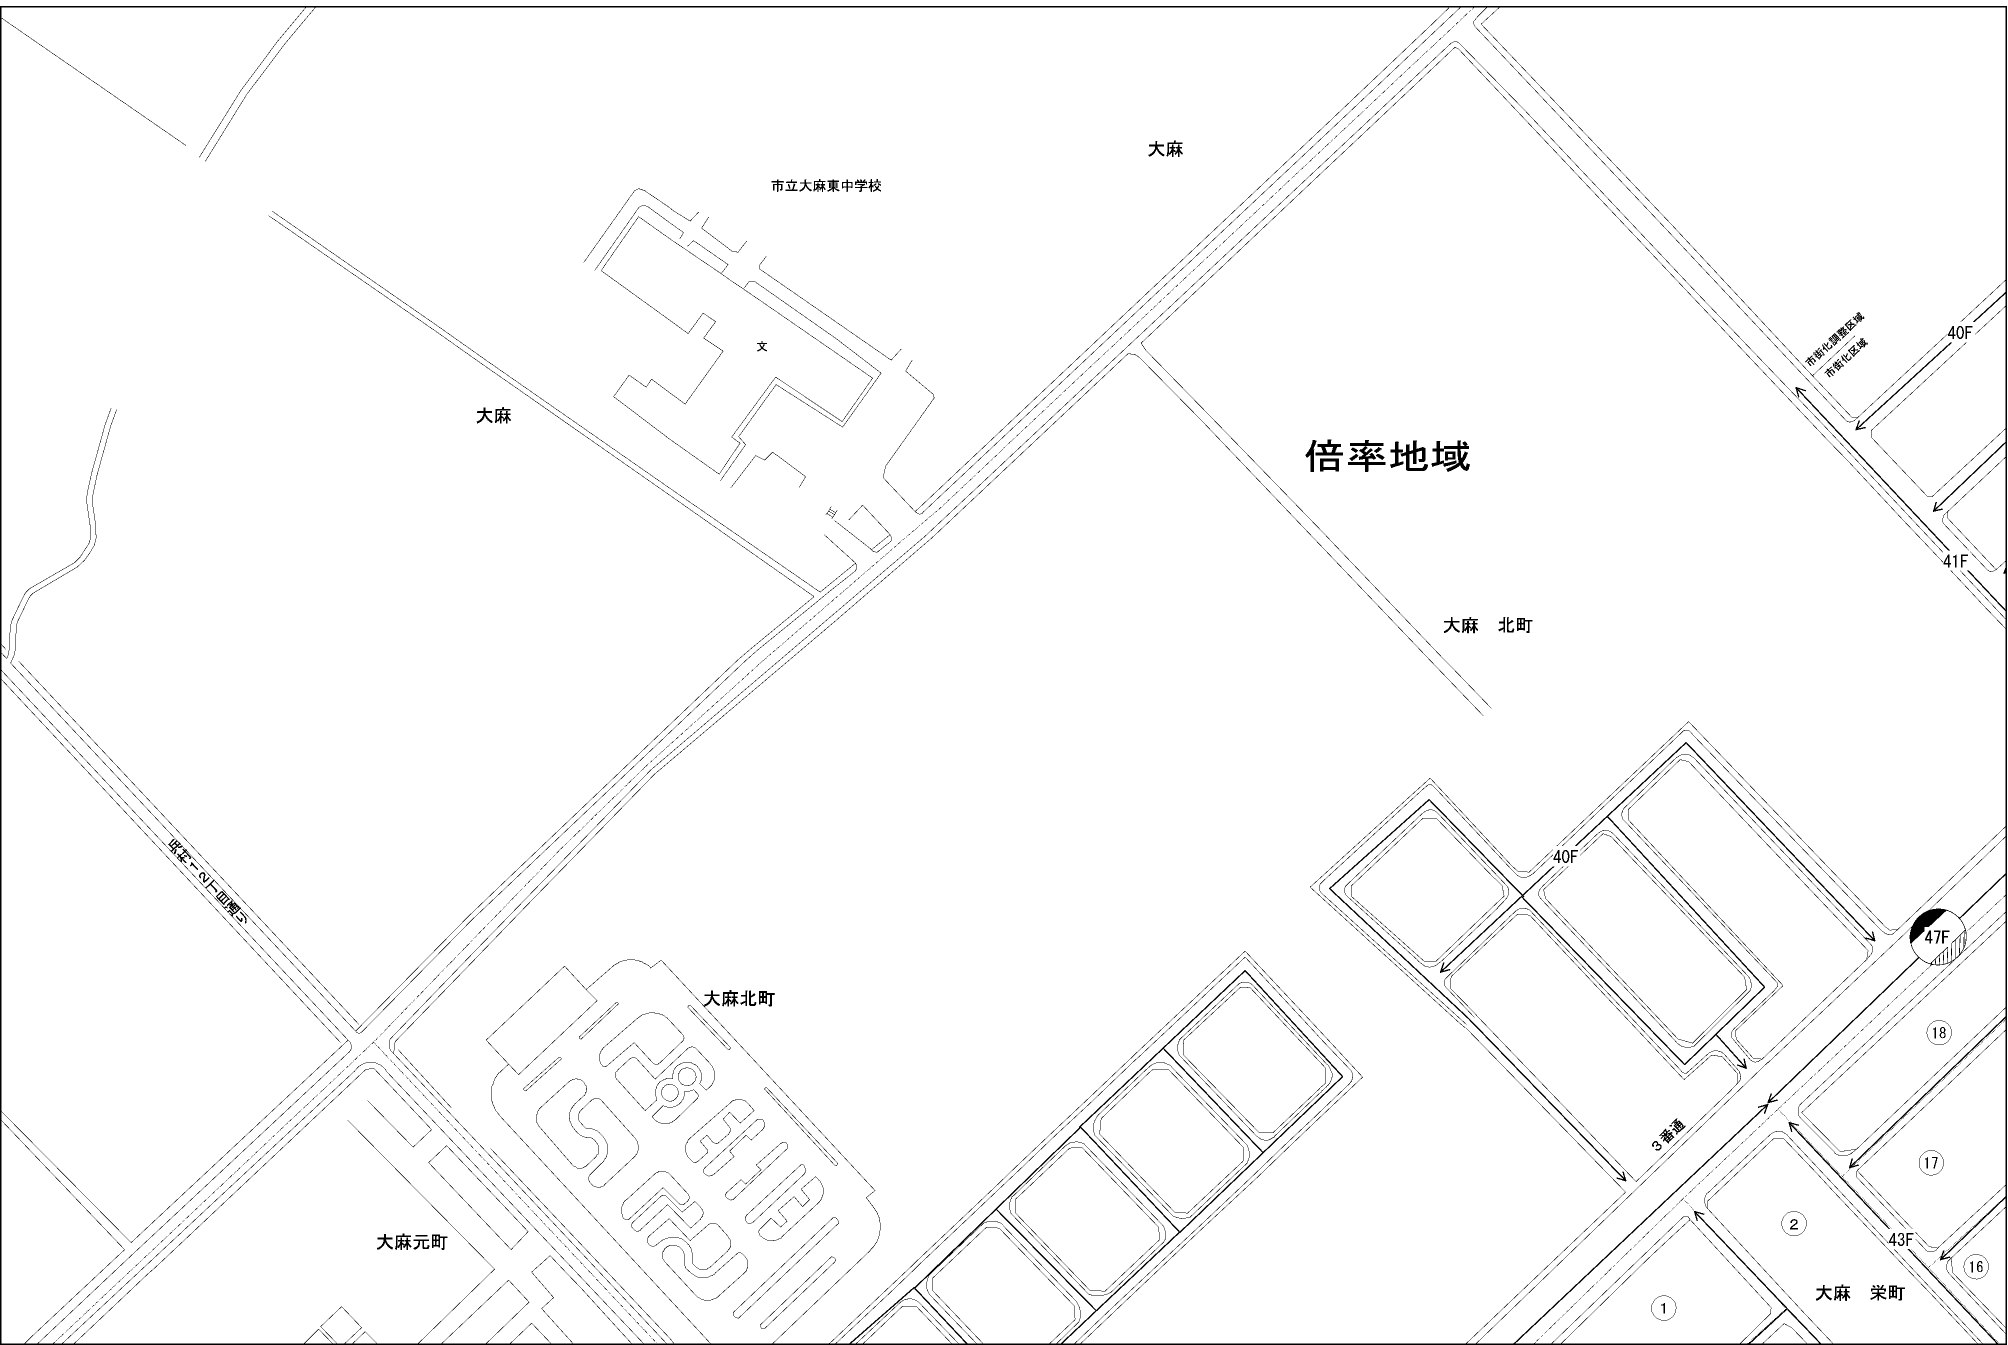 大麻
市立大麻東中学校
市街化調整区域
市街化区域
40F
文
大麻
倍率地域
41F
大麻 北町
40F
47F
大麻北町
18
3番通
17
2
43F
大麻元町
16
大麻 栄町
1